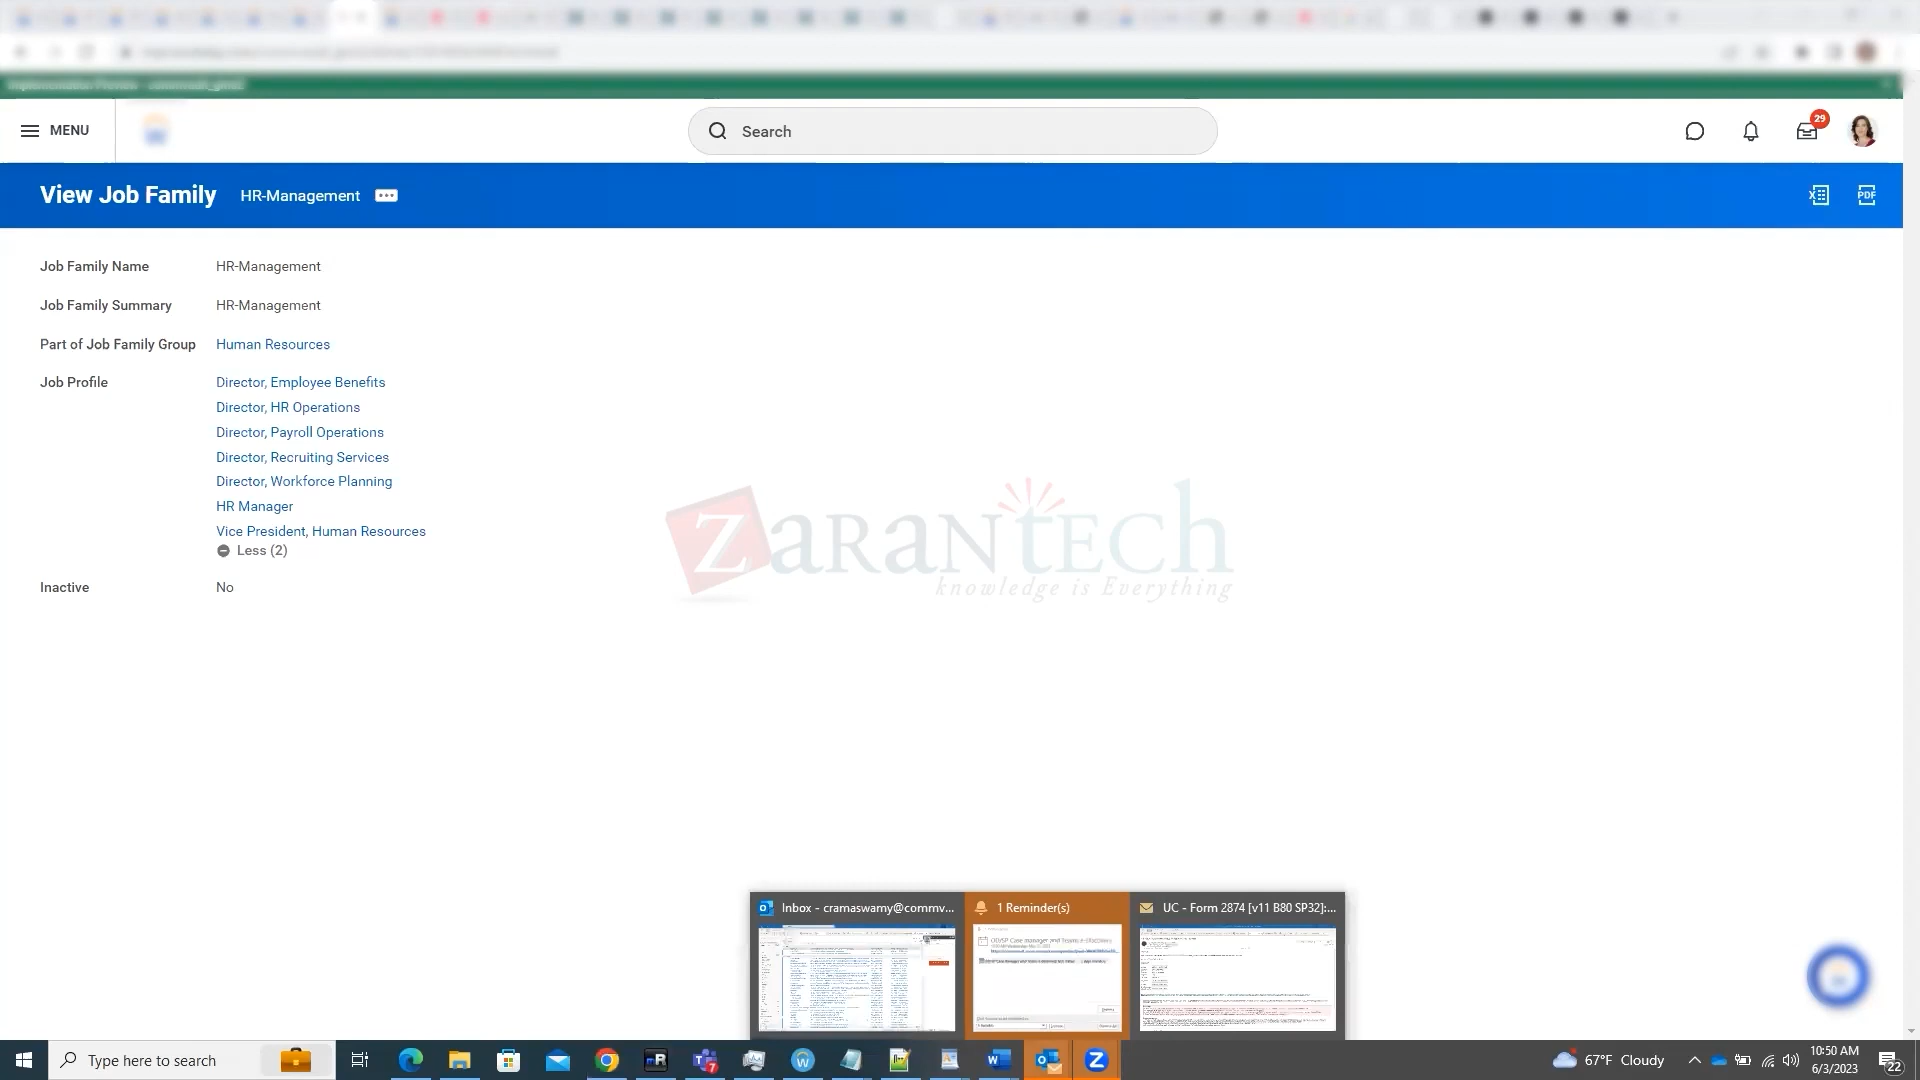 MENU
Search
29
View Job Family HR-Management
PDF
Job Family Name HR-Management
Job Family Summary HR-Management
Part of Job Family Group Human Resources
Job Profile Director, Employee Benefits
Director, HR Operations
Director, Payroll Operations
Director, Recruiting Services
Director, Workforce Planning
HR Manager
Vice President, Human Resources
Less (2)
Inactive No
ZARANTECH
knowledge is Everything
Inbox - cramaswamy@commv... 1 Reminder(s) UC - Form 2874 [v11 B80 SP32]:...
Type here to search
67°F Cloudy
10:50 AM
6/3/2023
22